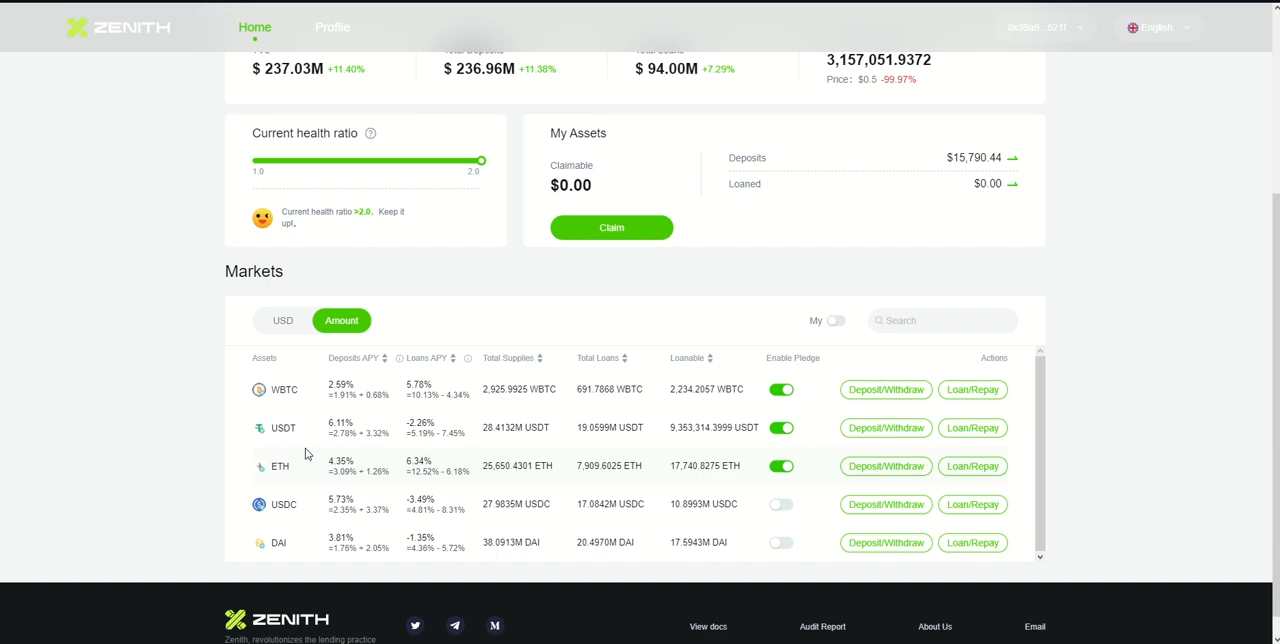 ZENITH Home Profile 0x39a9...521f English
$ 237.03M +11.40% $ 236.96M +11.38% $ 94.00M +7.29% 3,157,051.9372
Price: $0.5 -99.97%
Current health ratio
1.0 2.0
Current health ratio >2.0. Keep it
up!。
My Assets
Claimable
$0.00
Deposits $15,790.44
Loaned $0.00
Claim
Markets
USD Amount My Search
Assets Deposits APY Loans APY Total Supplies Total Loans Loanable Enable Pledge Actions
WBTC 2.59% 5.78% 2,925.9925 WBTC 691.7868 WBTC 2,234.2057 WBTC Deposit/Withdraw Loan/Repay
=1.91% + 0.68% =10.13% - 4.34%
USDT 6.11% -2.26% 28.4132M USDT 19.0599M USDT 9,353,314.3999 USDT Deposit/Withdraw Loan/Repay
=2.78% + 3.32% =5.19% - 7.45%
ETH 4.35% 6.34% 25,650.4301 ETH 7,909.6025 ETH 17,740.8275 ETH Deposit/Withdraw Loan/Repay
=3.09% + 1.26% =12.52% - 6.18%
USDC 5.73% -3.49% 27.9835M USDC 17.0842M USDC 10.8993M USDC Deposit/Withdraw Loan/Repay
=2.35% + 3.37% =4.81% - 8.31%
DAI 3.81% -1.35% 38.0913M DAI 20.4970M DAI 17.5943M DAI Deposit/Withdraw Loan/Repay
=1.76% + 2.05% =4.36% - 5.72%
ZENITH View docs Audit Report About Us Email
Zenith, revolutionizes the lending practice